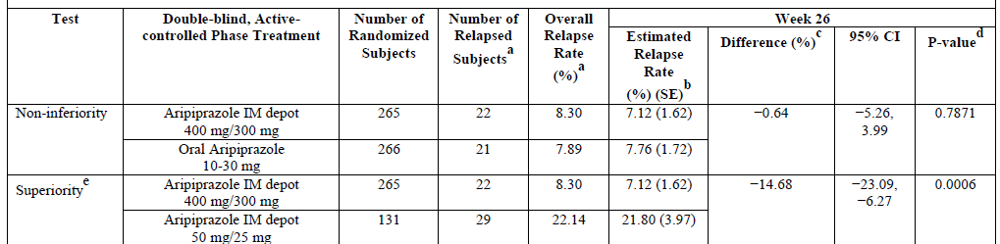 Test Double-blind, Active-controlled Phase Treatment Number of Randomized Subjects Number of Relapsed Subjectsa Overall Relapse Rate (%)a Week 26
Estimated Relapse Rate (%) (SE)b Difference (%)c 95% CI P-valued
Non-inferiority Aripiprazole IM depot 400 mg/300 mg 265 22 8.30 7.12 (1.62) −0.64 −5.26, 3.99 0.7871
Oral Aripiprazole 10-30 mg 266 21 7.89 7.76 (1.72)
Superioritye Aripiprazole IM depot 400 mg/300 mg 265 22 8.30 7.12 (1.62) −14.68 −23.09, −6.27 0.0006
Aripiprazole IM depot 50 mg/25 mg 131 29 22.14 21.80 (3.97)